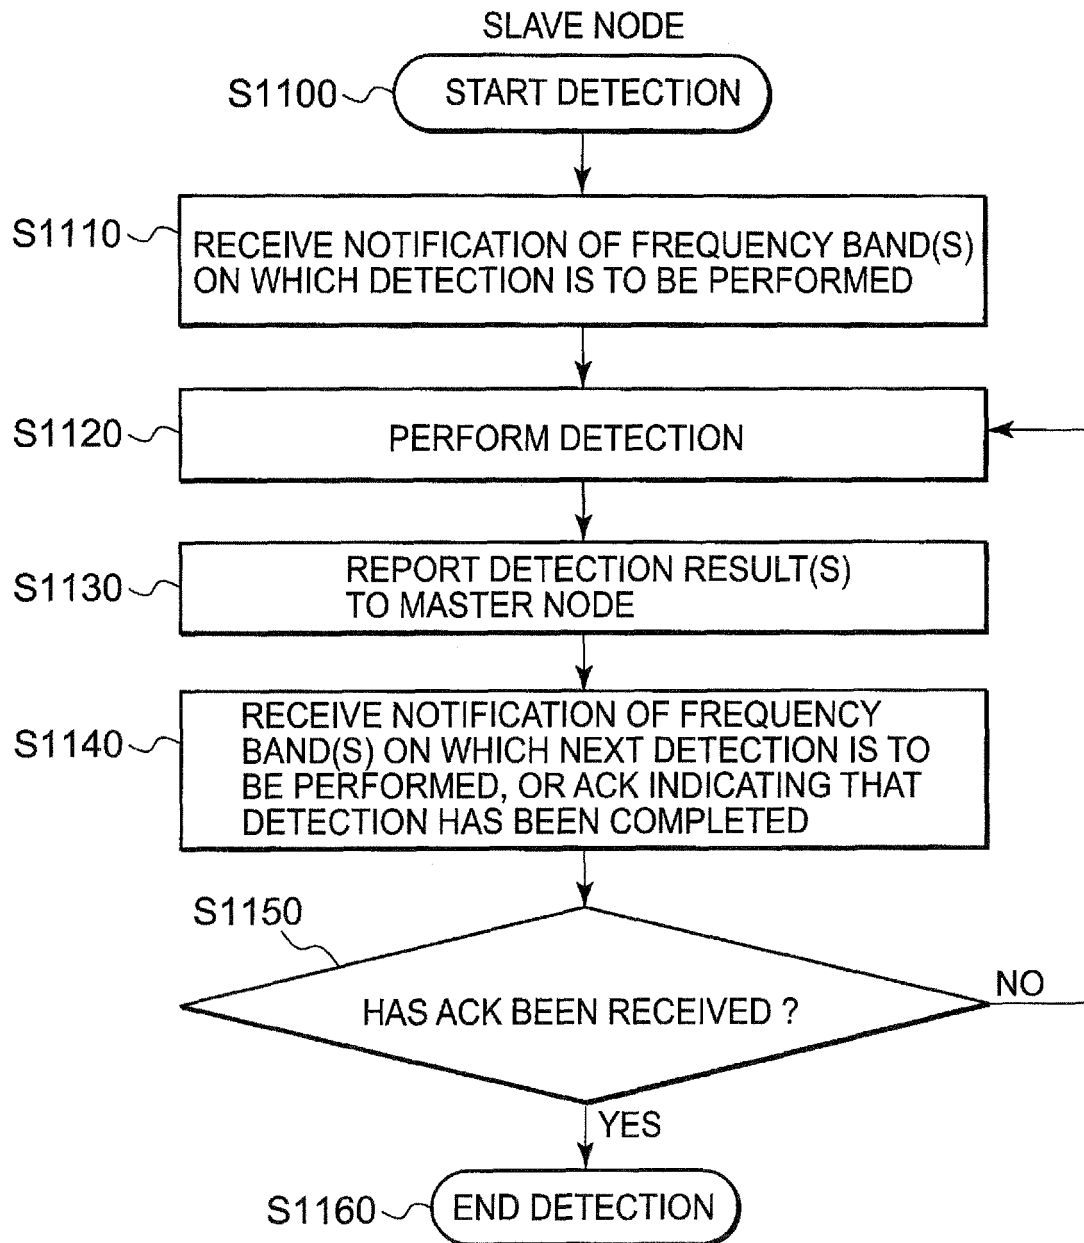 SLAVE NODE
S1100
START DETECTION
S1110
RECEIVE NOTIFICATION OF FREQUENCY BAND(S)
ON WHICH DETECTION IS TO BE PERFORMED
S1120
PERFORM DETECTION
S1130
REPORT DETECTION RESULT(S)
TO MASTER NODE
S1140
RECEIVE NOTIFICATION OF FREQUENCY
BAND(S) ON WHICH NEXT DETECTION IS TO
BE PERFORMED, OR ACK INDICATING THAT
DETECTION HAS BEEN COMPLETED
S1150
HAS ACK BEEN RECEIVED ?
NO
YES
S1160
END DETECTION